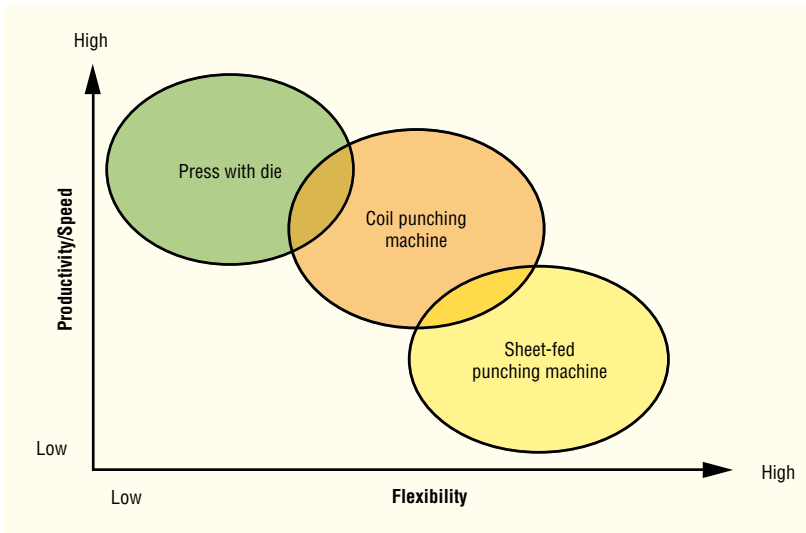 High
Press with die
Coil punching
machine
Productivity/Speed
Sheet-fed
punching machine
Low
High
Low
Flexibility